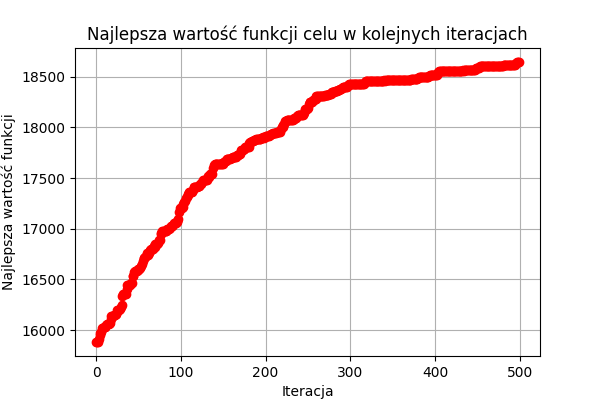 Najlepsza wartość funkcji celu w kolejnych iteracjach
Najlepsza wartość funkcji
18500
18000
17500
17000
16500
16000
0 100 200 300 400 500
Iteracja